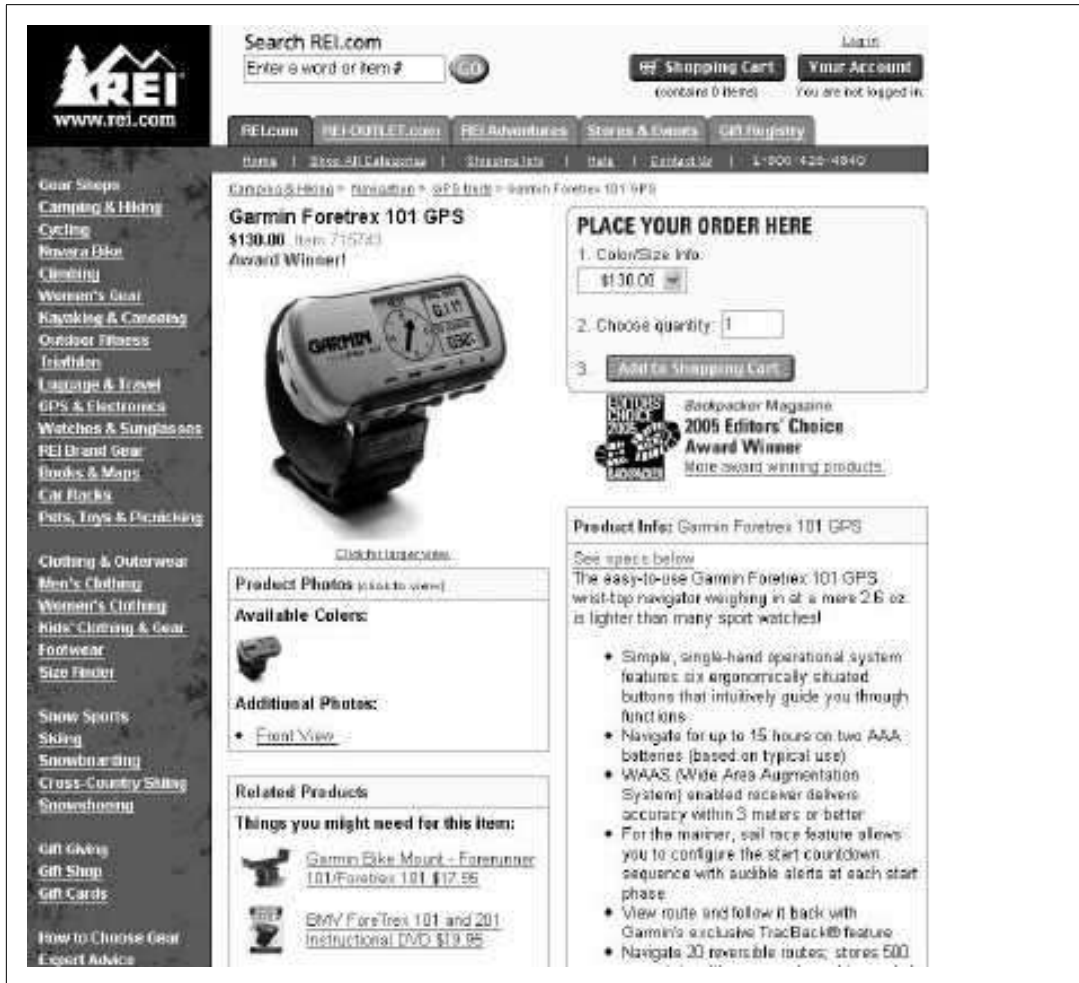 REI
www.rei.com
Search REI.com
Enter a word or item #
GO
Log in
Shopping Cart
Your Account
(contains 0 items)
You are not logged in.
REI.com
REI-OUTLET.com
REI Adventures
Stores & Events
Gift Registry
Home | Shop All Categories | Shopping Info | Help | Contact Us | 1-800-426-4840
Gear Shops
Camping & Hiking
Cycling
Novara Bike
Climbing
Women's Gear
Kayaking & Canoeing
Outdoor Fitness
Triathlon
Luggage & Travel
GPS & Electronics
Watches & Sunglasses
REI Brand Gear
Books & Maps
Car Racks
Pets, Toys & Picnicking
Clothing & Outerwear
Men's Clothing
Women's Clothing
Kids' Clothing & Gear
Footwear
Size Finder
Snow Sports
Skiing
Snowboarding
Cross-Country Skiing
Snowshoeing
Gift Giving
Gift Shop
Gift Cards
How to Choose Gear
Expert Advice
Camping & Hiking > Navigation > GPS Units > Garmin Foretrex 101 GPS
Garmin Foretrex 101 GPS
$130.00 Item 715743
Award Winner!
GARMIN
Click for larger view.
Product Photos (click to view)
Available Colors:
Additional Photos:
• Front View
Related Products
Things you might need for this item:
Garmin Bike Mount - Forerunner
101/Foretrex 101 $17.95
BMV ForeTrex 101 and 201
Instructional DVD $19.95
PLACE YOUR ORDER HERE
1. Color/Size Info:
$130.00
2. Choose quantity: 1
3. Add to Shopping Cart
EDITORS'
CHOICE
2005
BACKPACKER
Backpacker Magazine
2005 Editors' Choice
Award Winner
More award winning products.
Product Info: Garmin Foretrex 101 GPS
See specs below
The easy-to-use Garmin Foretrex 101 GPS
wrist-top navigator weighing in at a mere 2.6 oz.
is lighter than many sport watches!
• Simple, single-hand operational system
features six ergonomically situated
buttons that intuitively guide you through
functions
• Navigate for up to 15 hours on two AAA
batteries (based on typical use)
• WAAS (Wide Area Augmentation
System) enabled receiver delivers
accuracy within 3 meters or better
• For the mariner, sail race feature allows
you to configure the start countdown
sequence with audible alerts at each start
phase
• View route and follow it back with
Garmin's exclusive TracBack® feature
• Navigate 20 reversible routes; stores 500